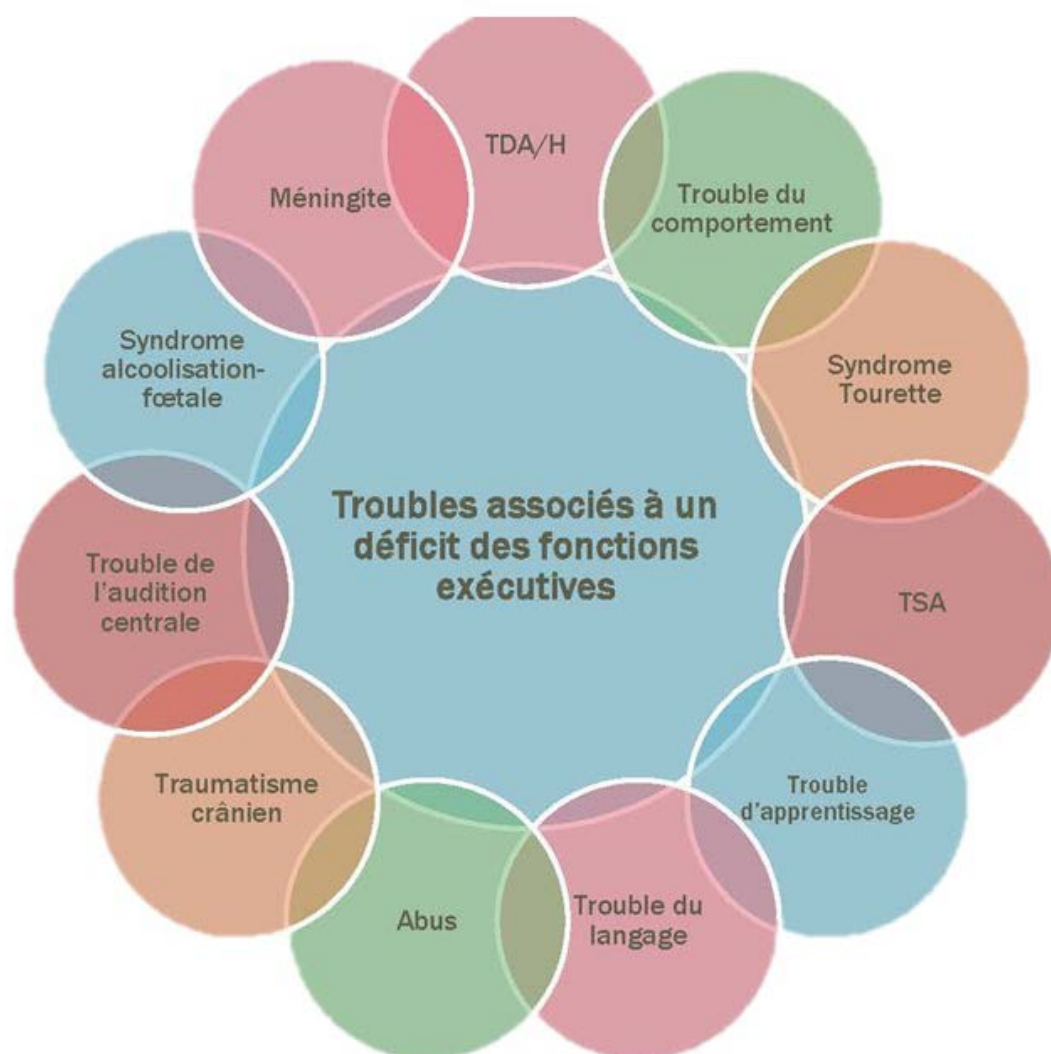 TDA/H
Trouble du
comportement
Syndrome
Tourette
TSA
Trouble
d'apprentissage
Trouble du
langage
Abus
Traumatisme
crânien
Trouble de
l'audition
centrale
Syndrome
alcoolisation-
fœtale
Méningite
Troubles associés à un
déficit des fonctions
exécutives